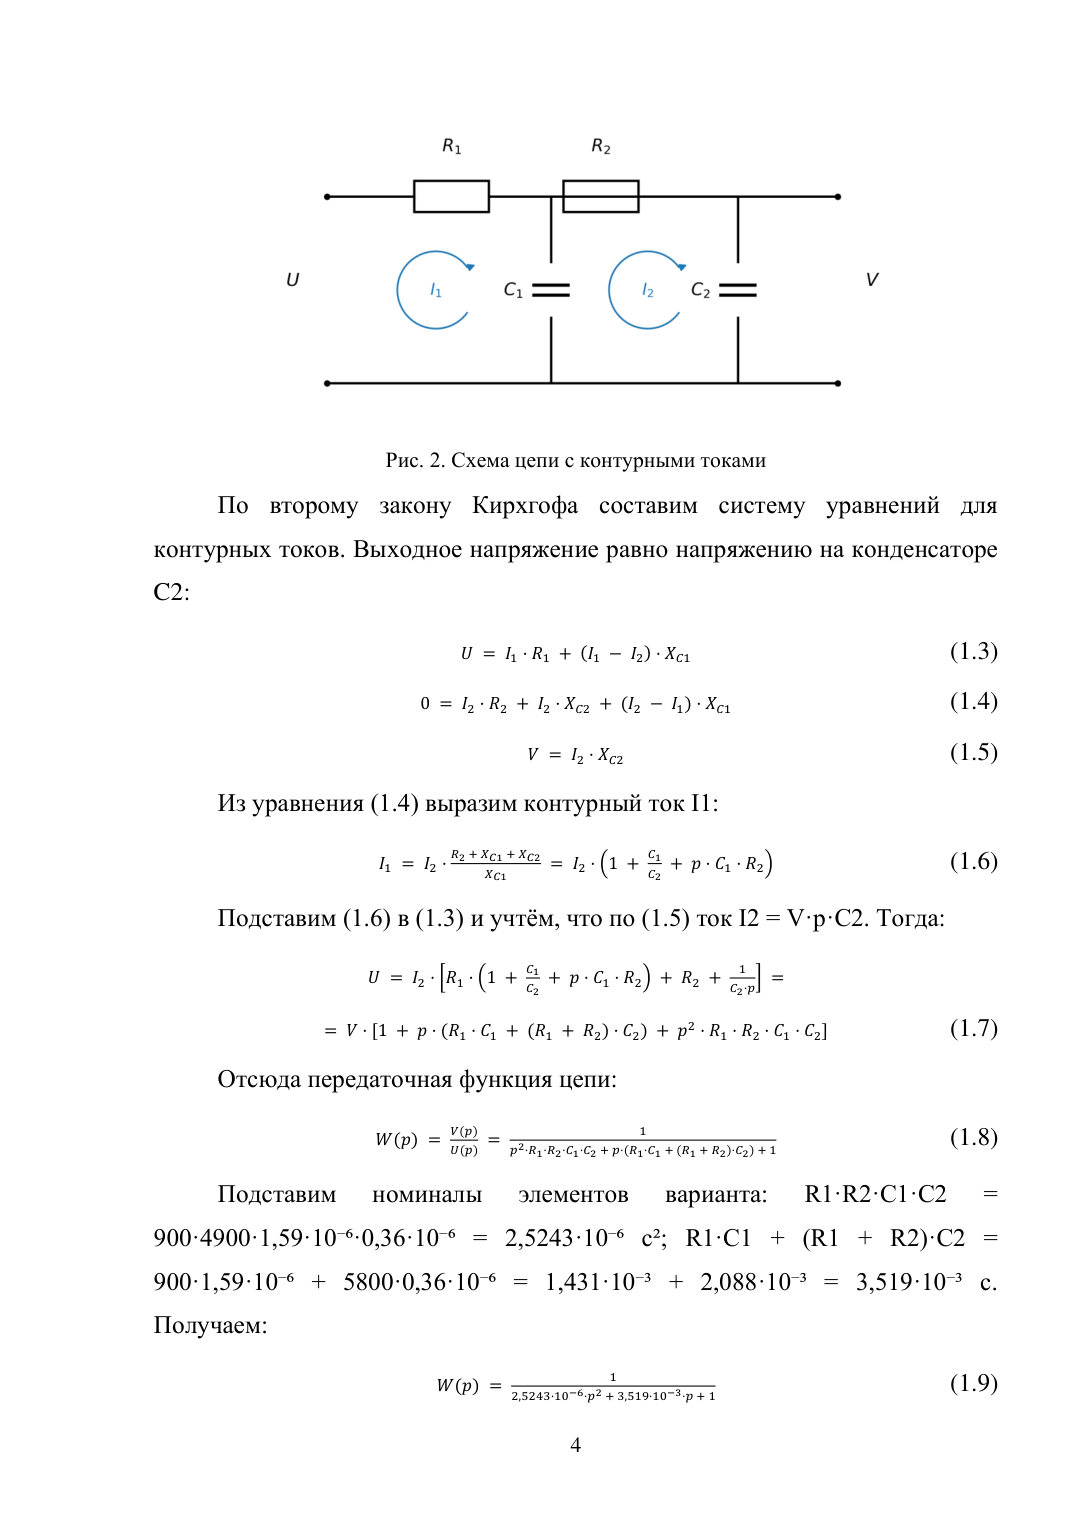 R₁ R₂
U I₁ C₁ I₂ C₂ V
Рис. 2. Схема цепи с контурными токами
По второму закону Кирхгофа составим систему уравнений для
контурных токов. Выходное напряжение равно напряжению на конденсаторе
C2:
U = I₁ · R₁ + (I₁ − I₂) · X_C1 (1.3)
0 = I₂ · R₂ + I₂ · X_C2 + (I₂ − I₁) · X_C1 (1.4)
V = I₂ · X_C2 (1.5)
Из уравнения (1.4) выразим контурный ток I1:
I₁ = I₂ · (R₂ + X_C1 + X_C2)/X_C1 = I₂ · (1 + C₁/C₂ + p · C₁ · R₂) (1.6)
Подставим (1.6) в (1.3) и учтём, что по (1.5) ток I2 = V·p·C2. Тогда:
U = I₂ · [R₁ · (1 + C₁/C₂ + p · C₁ · R₂) + R₂ + 1/(C₂·p)] =
= V · [1 + p · (R₁ · C₁ + (R₁ + R₂) · C₂) + p² · R₁ · R₂ · C₁ · C₂] (1.7)
Отсюда передаточная функция цепи:
W(p) = V(p)/U(p) = 1/(p²·R₁·R₂·C₁·C₂ + p·(R₁·C₁ + (R₁ + R₂)·C₂) + 1) (1.8)
Подставим номиналы элементов варианта: R1·R2·C1·C2 =
900·4900·1,59·10⁻⁶·0,36·10⁻⁶ = 2,5243·10⁻⁶ с²; R1·C1 + (R1 + R2)·C2 =
900·1,59·10⁻⁶ + 5800·0,36·10⁻⁶ = 1,431·10⁻³ + 2,088·10⁻³ = 3,519·10⁻³ с.
Получаем:
W(p) = 1/(2,5243·10⁻⁶·p² + 3,519·10⁻³·p + 1) (1.9)
4